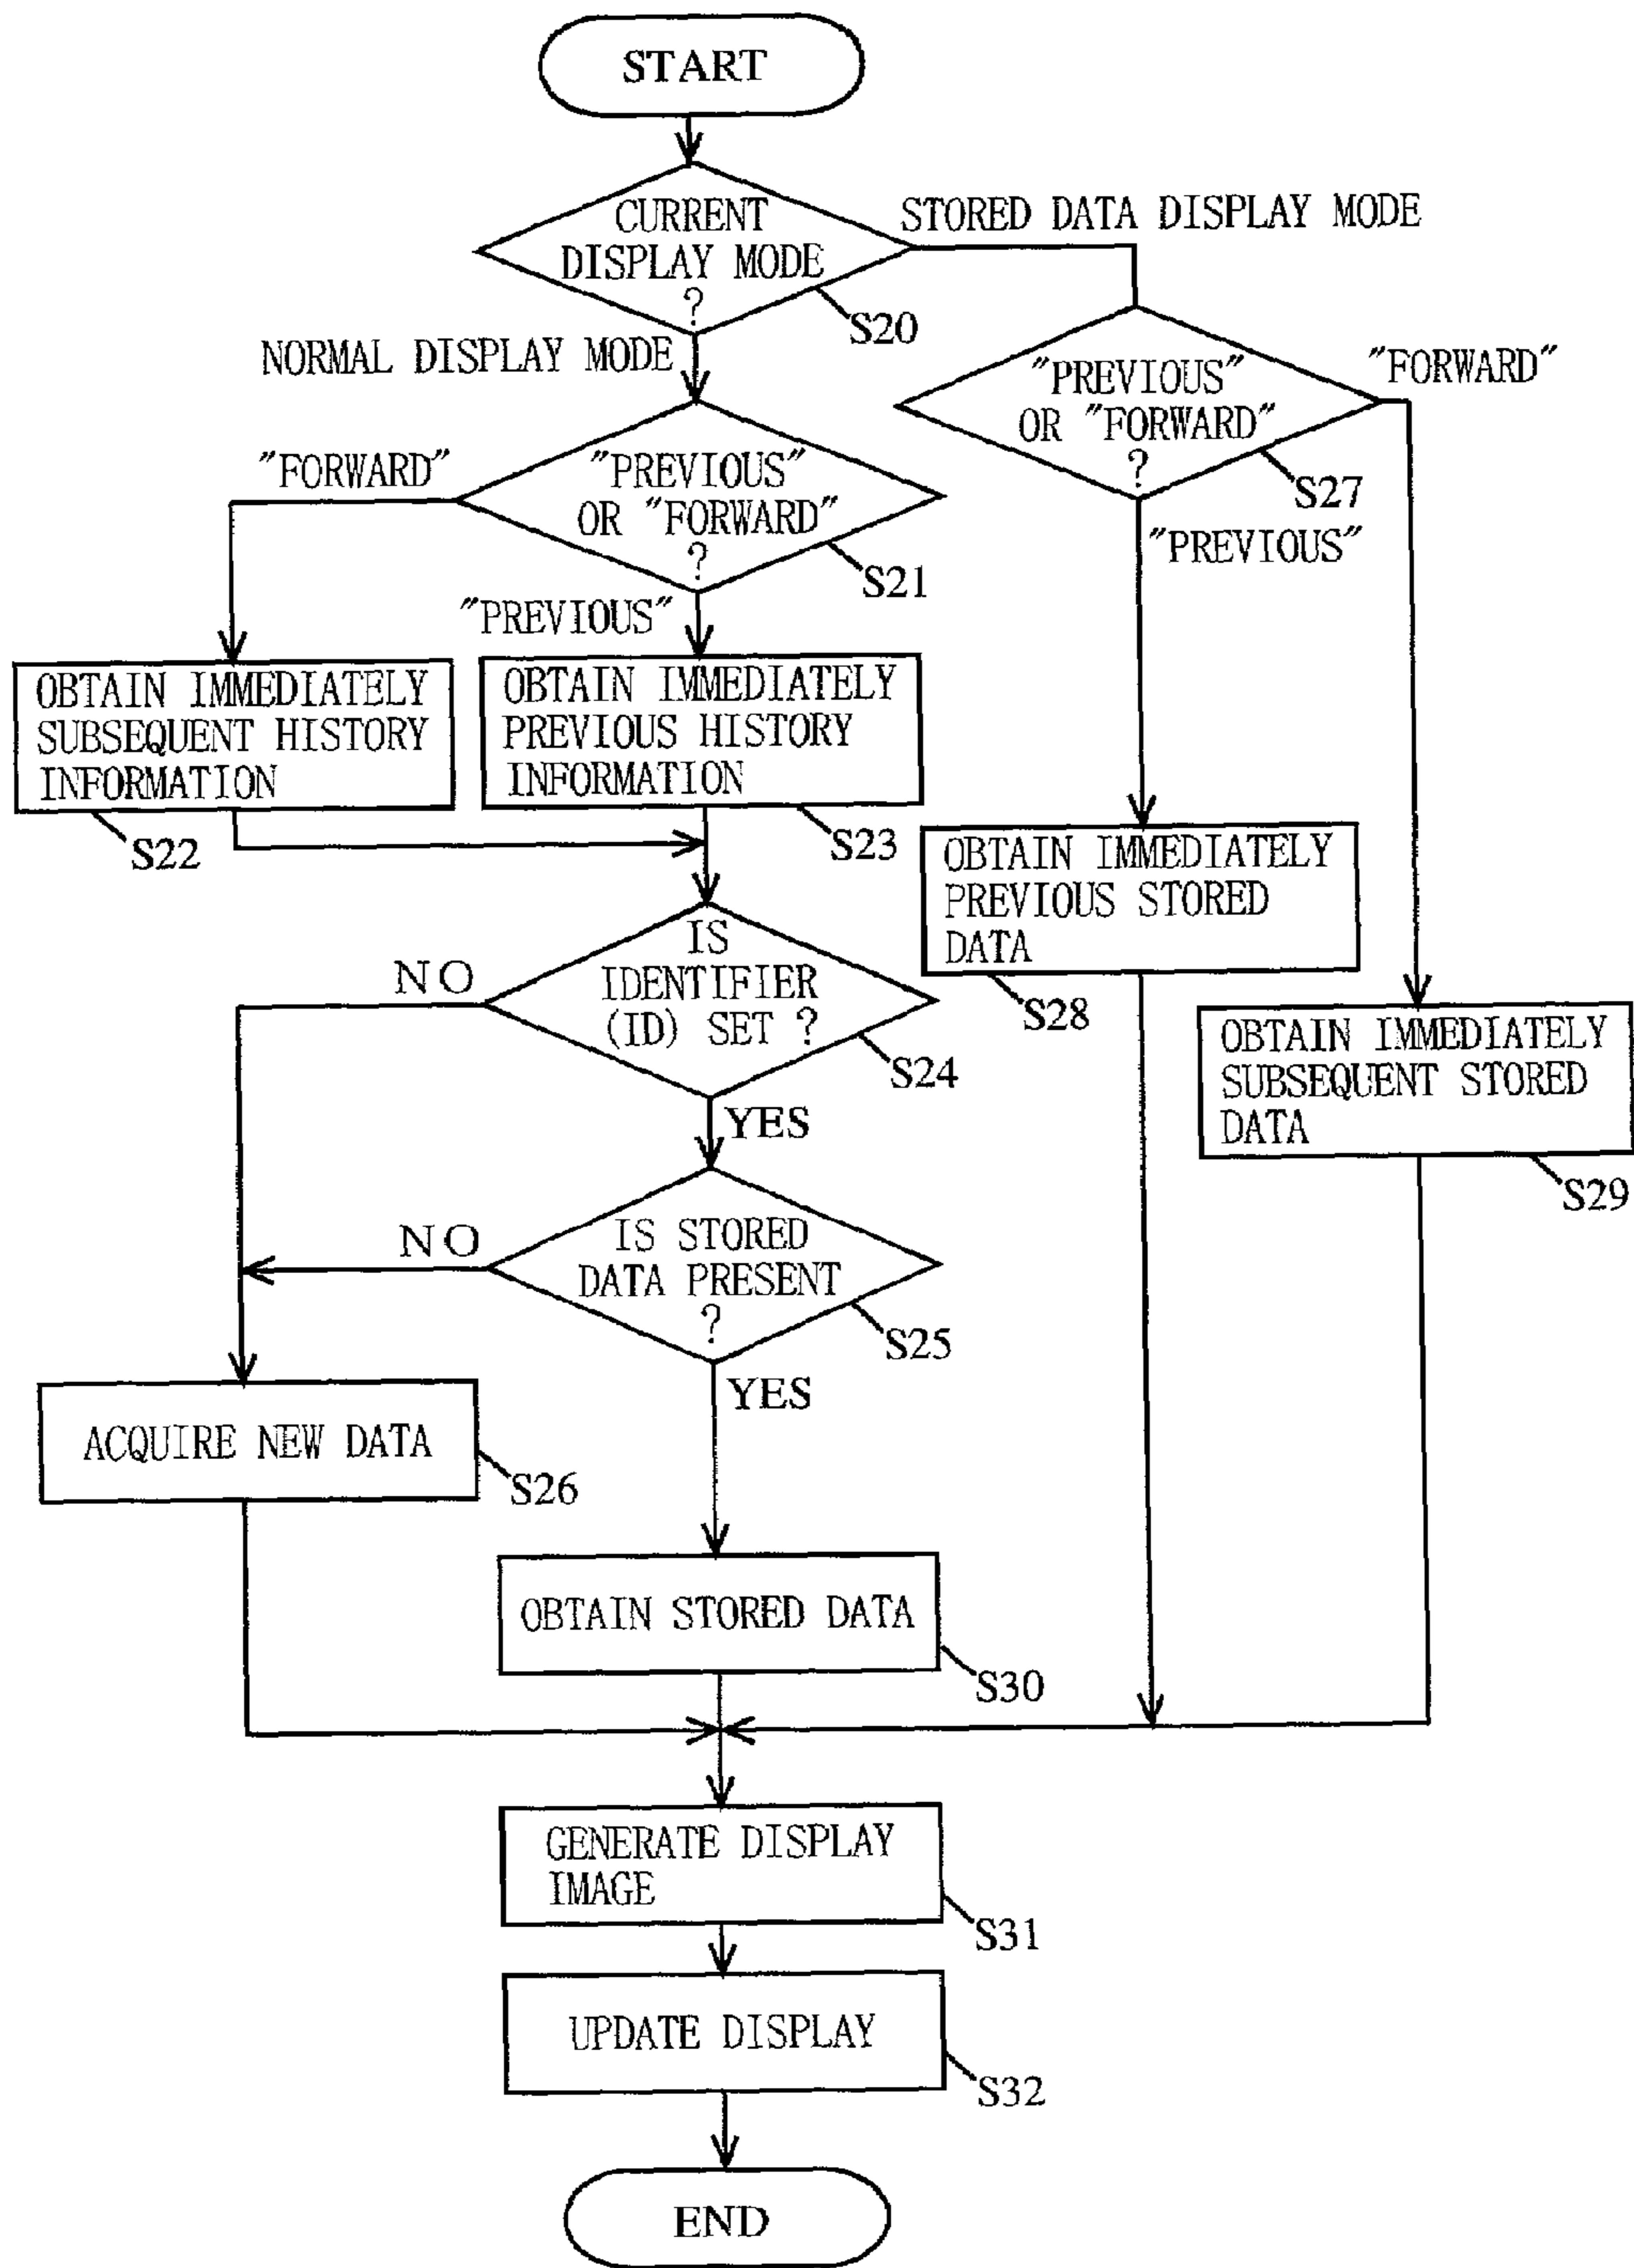 START
CURRENT
DISPLAY MODE
?
S20
STORED DATA DISPLAY MODE
NORMAL DISPLAY MODE
"PREVIOUS"
OR "FORWARD"
?
S27
"FORWARD"
"PREVIOUS"
"FORWARD"
"PREVIOUS"
OR "FORWARD"
?
S21
"PREVIOUS"
OBTAIN IMMEDIATELY
SUBSEQUENT HISTORY
INFORMATION
S22
OBTAIN IMMEDIATELY
PREVIOUS HISTORY
INFORMATION
S23
OBTAIN IMMEDIATELY
PREVIOUS STORED
DATA
S28
OBTAIN IMMEDIATELY
SUBSEQUENT STORED
DATA
S29
IS
IDENTIFIER
(ID) SET ?
S24
NO
YES
IS STORED
DATA PRESENT
?
S25
NO
YES
ACQUIRE NEW DATA
S26
OBTAIN STORED DATA
S30
GENERATE DISPLAY
IMAGE
S31
UPDATE DISPLAY
S32
END